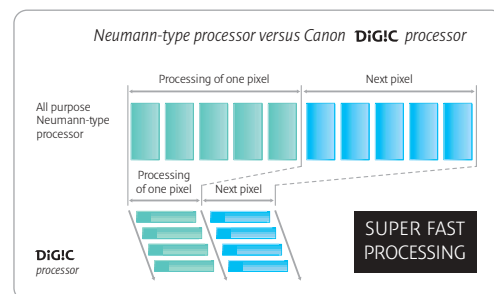 Neumann-type processor versus Canon DiG!C processor
Processing of one pixel
Next pixel
All purpose
Neumann-type
processor
Processing
of one pixel
Next pixel
DiG!C
processor
SUPER FAST
PROCESSING